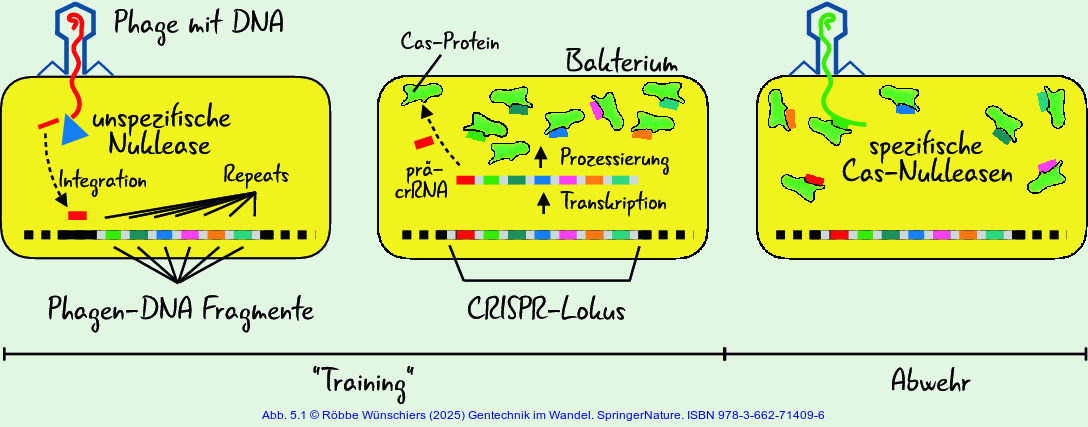 Phage mit DNA
unspezifische
Nuklease
Integration
Repeats
Phagen-DNA Fragmente
Cas-Protein
Bakterium
prä-
crRNA
Prozessierung
Transkription
CRISPR-Lokus
spezifische
Cas-Nukleasen
"Training"
Abwehr
Abb. 5.1 © Röbbe Wünschiers (2025) Gentechnik im Wandel. SpringerNature. ISBN 978-3-662-71409-6